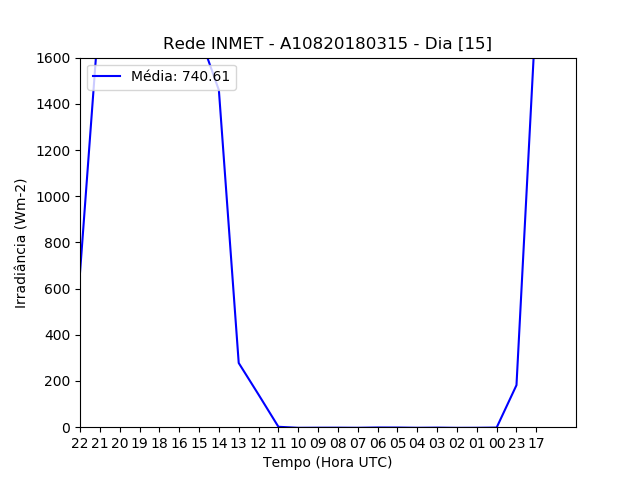 Rede INMET - A10820180315 - Dia [15]
Média: 740.61
1600
1400
1200
1000
800
600
400
200
0
Irradiância (Wm-2)
22 21 20 19 18 16 15 14 13 12 11 10 09 08 07 06 05 04 03 02 01 00 23 17
Tempo (Hora UTC)